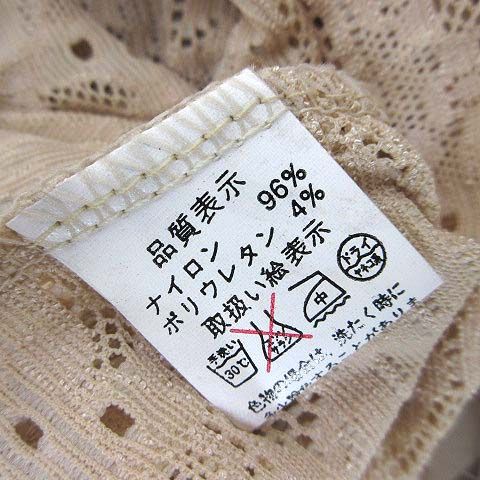 品質表示
ナイロン 96%
ポリウレタン 4%
取扱い絵表示
手洗い
30℃
中
ドライ
色物の場合は、洗たく時に